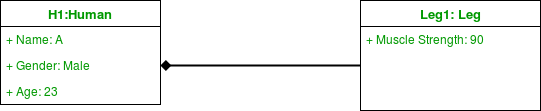 H1:Human
+ Name: A
+ Gender: Male
+ Age: 23
Leg1: Leg
+ Muscle Strength: 90